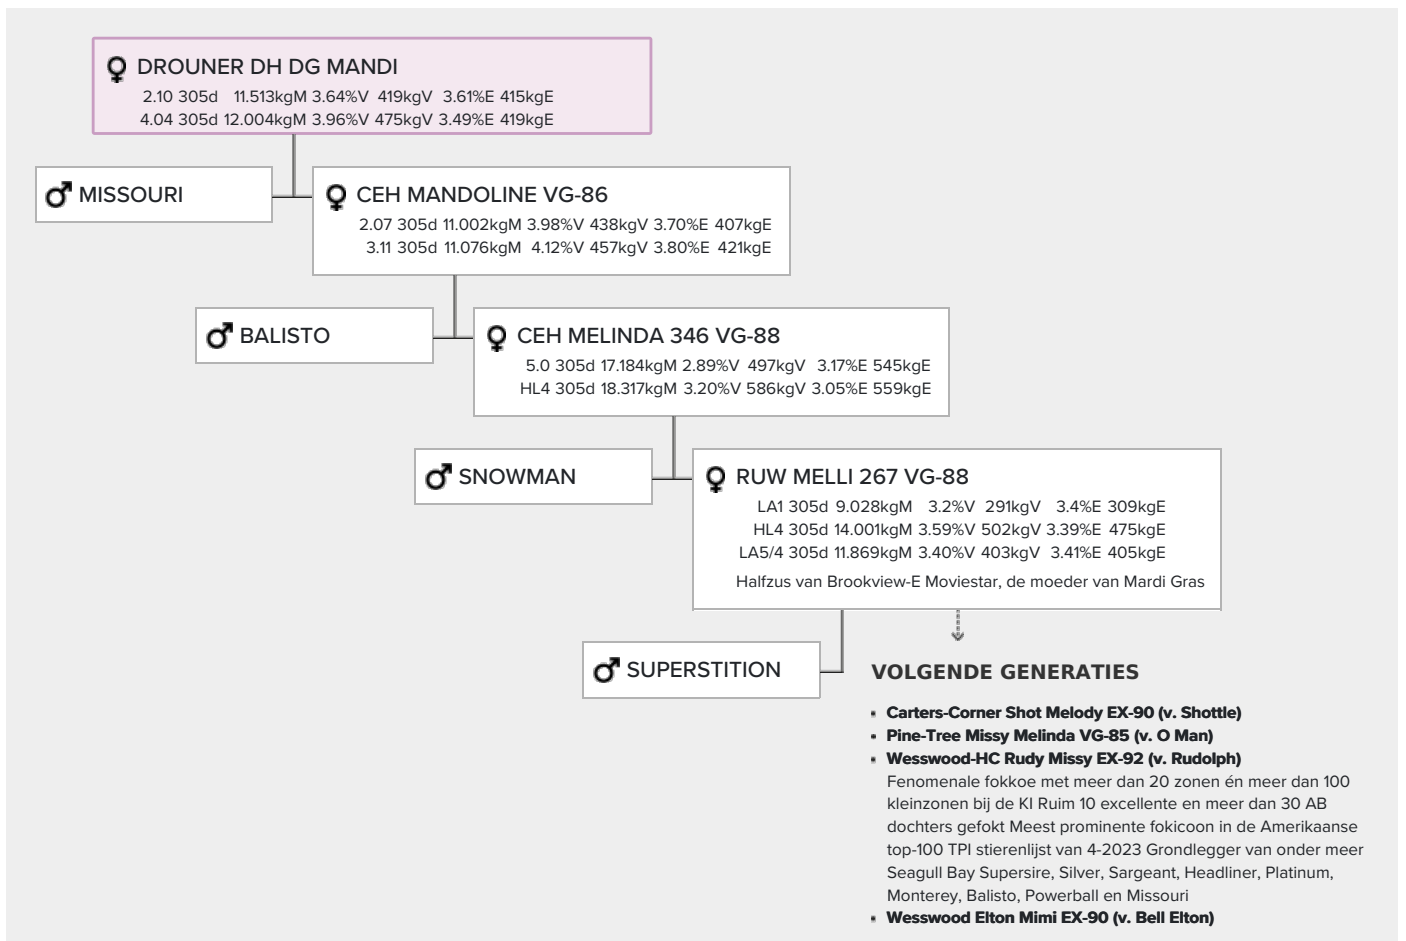 DROUNER DH DG MANDI
2.10 305d 11.513kgM 3.64%V 419kgV 3.61%E 415kgE
4.04 305d 12.004kgM 3.96%V 475kgV 3.49%E 419kgE
MISSOURI
CEH MANDOLINE VG-86
2.07 305d 11.002kgM 3.98%V 438kgV 3.70%E 407kgE
3.11 305d 11.076kgM 4.12%V 457kgV 3.80%E 421kgE
BALISTO
CEH MELINDA 346 VG-88
5.0 305d 17.184kgM 2.89%V 497kgV 3.17%E 545kgE
HL4 305d 18.317kgM 3.20%V 586kgV 3.05%E 559kgE
SNOWMAN
RUW MELLI 267 VG-88
LA1 305d 9.028kgM 3.2%V 291kgV 3.4%E 309kgE
HL4 305d 14.001kgM 3.59%V 502kgV 3.39%E 475kgE
LA5/4 305d 11.869kgM 3.40%V 403kgV 3.41%E 405kgE
Halfzus van Brookview-E Moviestar, de moeder van Mardi Gras
SUPERSTITION
VOLGENDE GENERATIES
▪ Carters-Corner Shot Melody EX-90 (v. Shottle)
▪ Pine-Tree Missy Melinda VG-85 (v. O Man)
▪ Wesswood-HC Rudy Missy EX-92 (v. Rudolph)
Fenomenale fokkoe met meer dan 20 zonen én meer dan 100
kleinzonen bij de KI Ruim 10 excellente en meer dan 30 AB
dochters gefokt Meest prominente fokicoon in de Amerikaanse
top-100 TPI stierenlijst van 4-2023 Grondlegger van onder meer
Seagull Bay Supersire, Silver, Sargeant, Headliner, Platinum,
Monterey, Balisto, Powerball en Missouri
▪ Wesswood Elton Mimi EX-90 (v. Bell Elton)